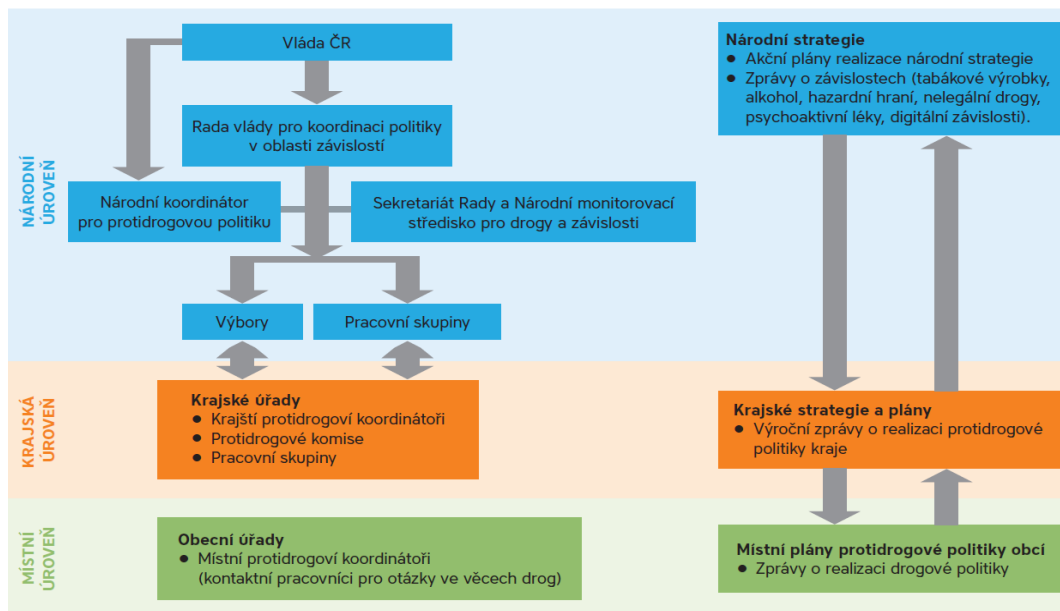 NÁRODNÍ
ÚROVEŇ
Vláda ČR
Rada vlády pro koordinaci politiky
v oblasti závislostí
Národní koordinátor
pro protidrogovou politiku
Sekretariát Rady a Národní monitorovací
středisko pro drogy a závislosti
Výbory
Pracovní skupiny
Národní strategie
● Akční plány realizace národní strategie
● Zprávy o závislostech (tabákové výrobky,
alkohol, hazardní hraní, nelegální drogy,
psychoaktivní léky, digitální závislosti).
KRAJSKÁ
ÚROVEŇ
Krajské úřady
● Krajští protidrogoví koordinátoři
● Protidrogové komise
● Pracovní skupiny
Krajské strategie a plány
● Výroční zprávy o realizaci protidrogové
politiky kraje
MÍSTNÍ
ÚROVEŇ
Obecní úřady
● Místní protidrogoví koordinátoři
(kontaktní pracovníci pro otázky ve věcech drog)
Místní plány protidrogové politiky obcí
● Zprávy o realizaci drogové politiky